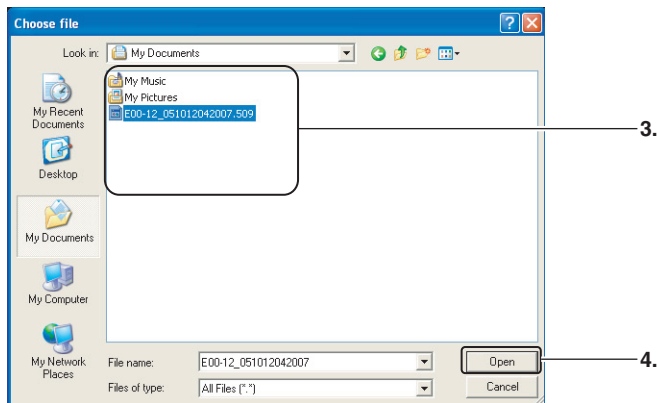 Choose file
Look in: My Documents
My Music
My Pictures
E00-12_051012042007.509
My Recent
Documents
Desktop
My Documents
My Computer
My Network
Places
File name: E00-12_051012042007
Files of type: All Files (*.*)
Open
Cancel
3.
4.